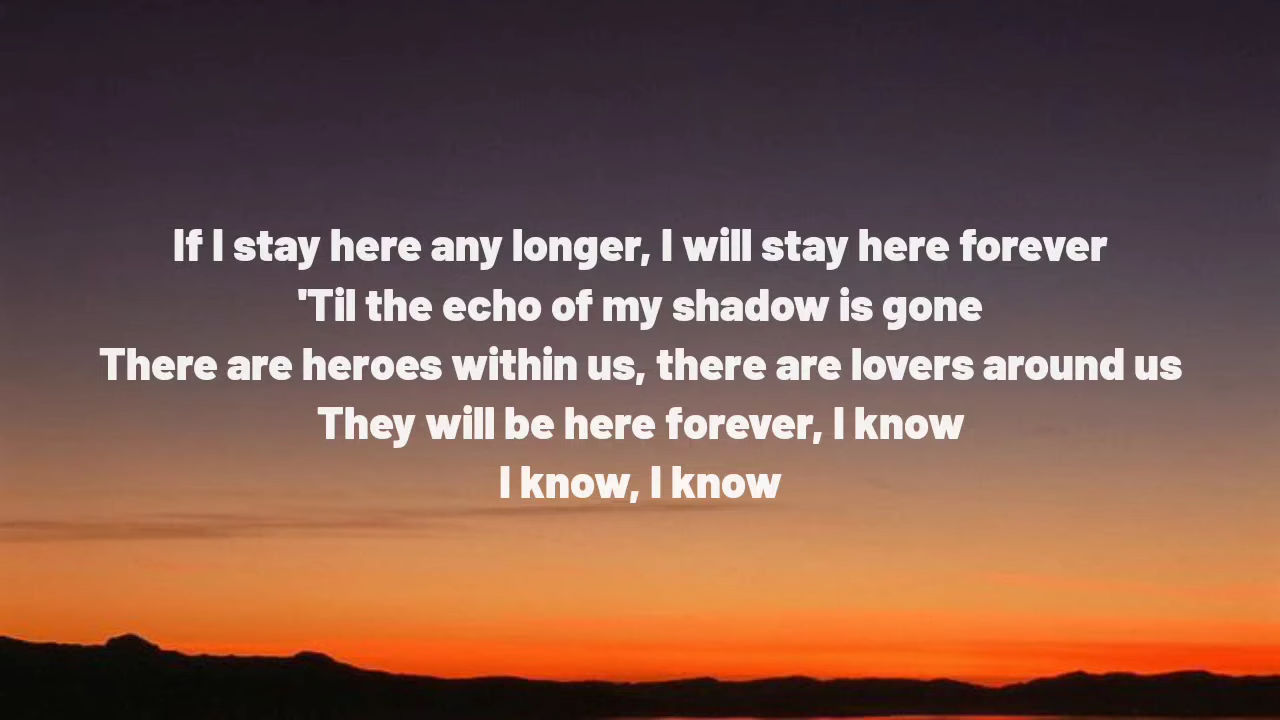 If I stay here any longer, I will stay here forever
'Til the echo of my shadow is gone
There are heroes within us, there are lovers around us
They will be here forever, I know
I know, I know